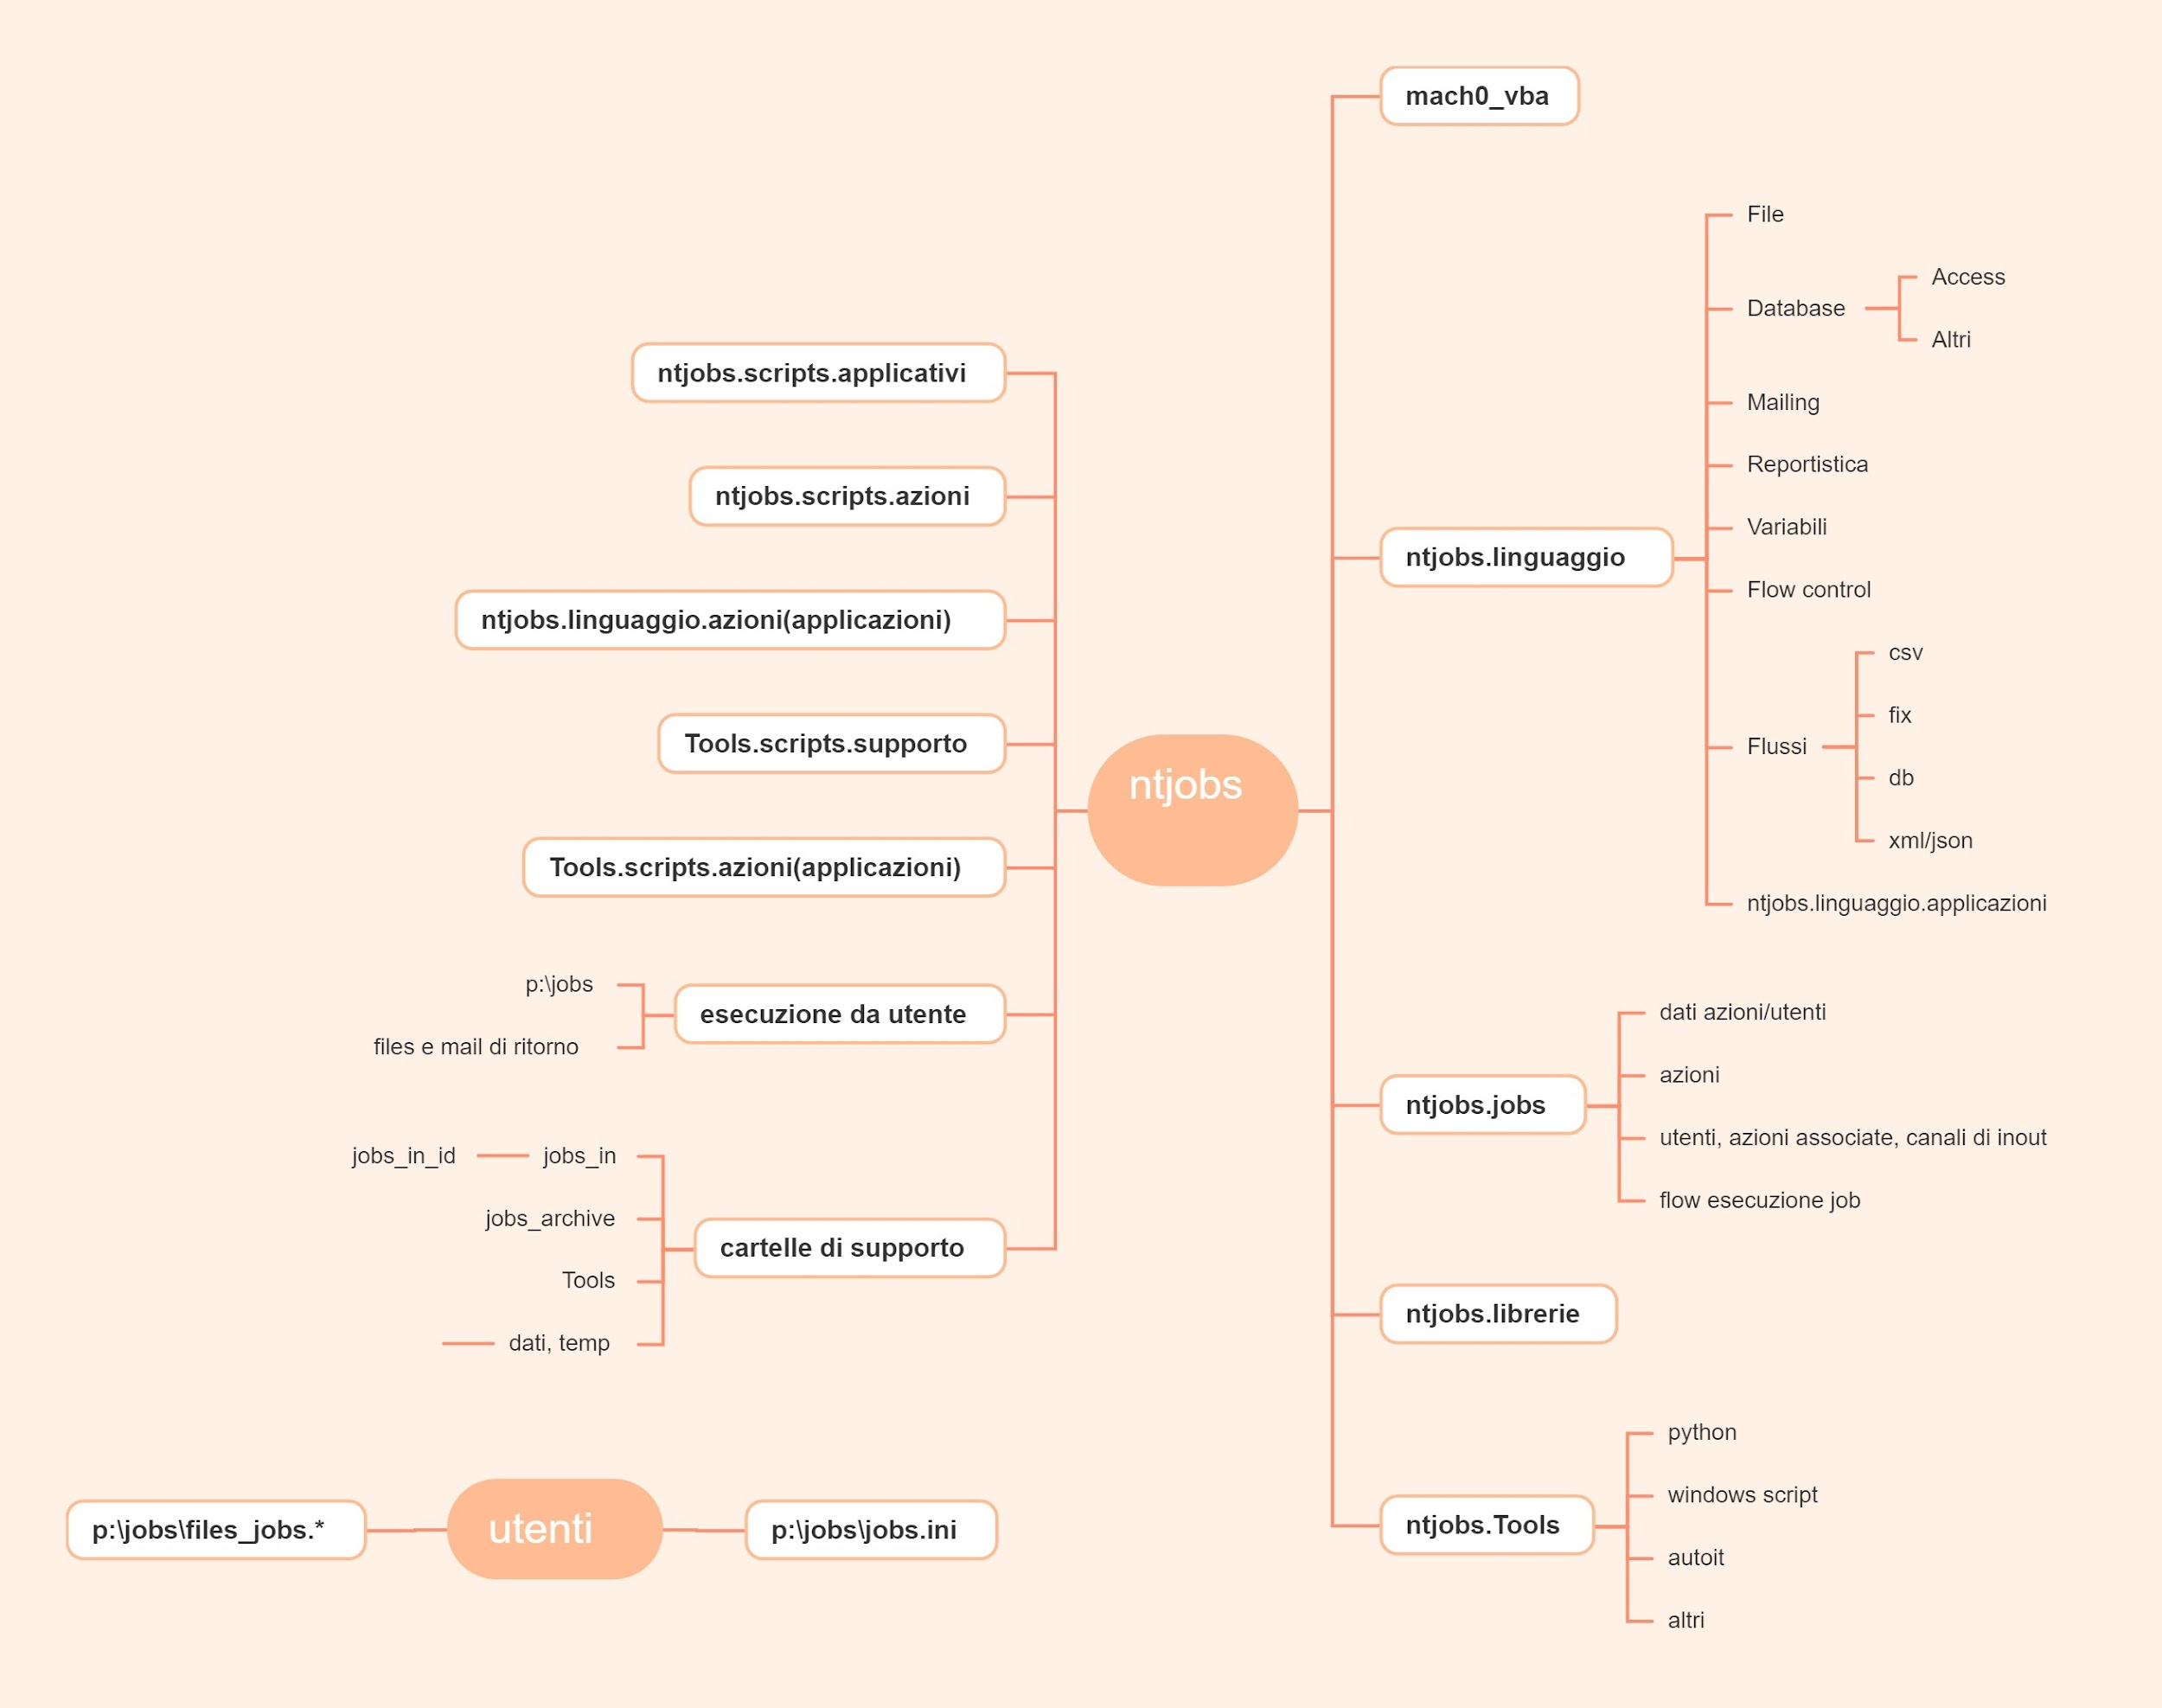 mach0_vba
File
Access
Database
Altri
Mailing
Reportistica
Variabili
ntjobs.linguaggio
Flow control
csv
fix
Flussi
db
xml/json
ntjobs.linguaggio.applicazioni
ntjobs.scripts.applicativi
ntjobs.scripts.azioni
ntjobs.linguaggio.azioni(applicazioni)
Tools.scripts.supporto
ntjobs
Tools.scripts.azioni(applicazioni)
p:\jobs
esecuzione da utente
files e mail di ritorno
jobs_in_id
jobs_in
jobs_archive
cartelle di supporto
Tools
dati, temp
dati azioni/utenti
azioni
ntjobs.jobs
utenti, azioni associate, canali di inout
flow esecuzione job
ntjobs.librerie
python
windows script
ntjobs.Tools
autoit
altri
p:\jobs\files_jobs.*
utenti
p:\jobs\jobs.ini